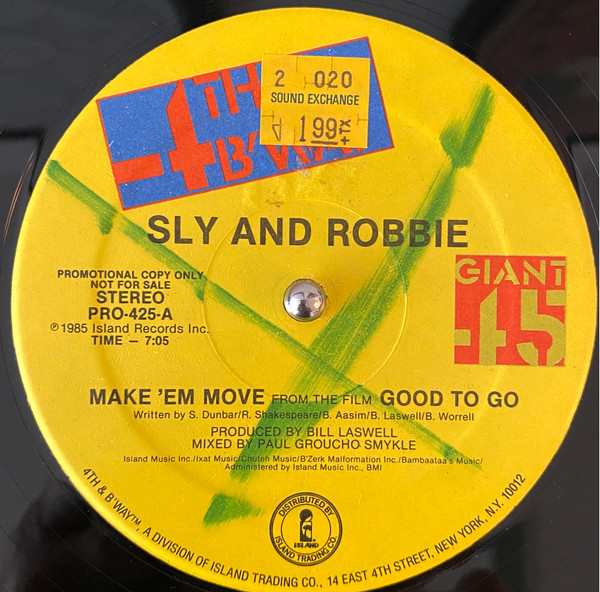 4TH
B'WA
2 020
SOUND EXCHANGE
1.99 +TX
SLY AND ROBBIE
PROMOTIONAL COPY ONLY
NOT FOR SALE
STEREO
PRO-425-A
℗1985 Island Records Inc.
TIME — 7:05
GIANT
45
MAKE 'EM MOVE FROM THE FILM GOOD TO GO
Written by S. Dunbar/R. Shakespeare/B. Aasim/B. Laswell/B. Worrell
PRODUCED BY BILL LASWELL
MIXED BY PAUL GROUCHO SMYKLE
Island Music Inc./Ixat Music/Chuteh Music/B'Zerk Malformation Inc./Bambaataa's Music/
Administered by Island Music Inc., BMI
DISTRIBUTED BY
ISLAND
ISLAND TRADING CO.
4TH & B'WAY™, A DIVISION OF ISLAND TRADING CO., 14 EAST 4TH STREET, NEW YORK, N.Y. 10012